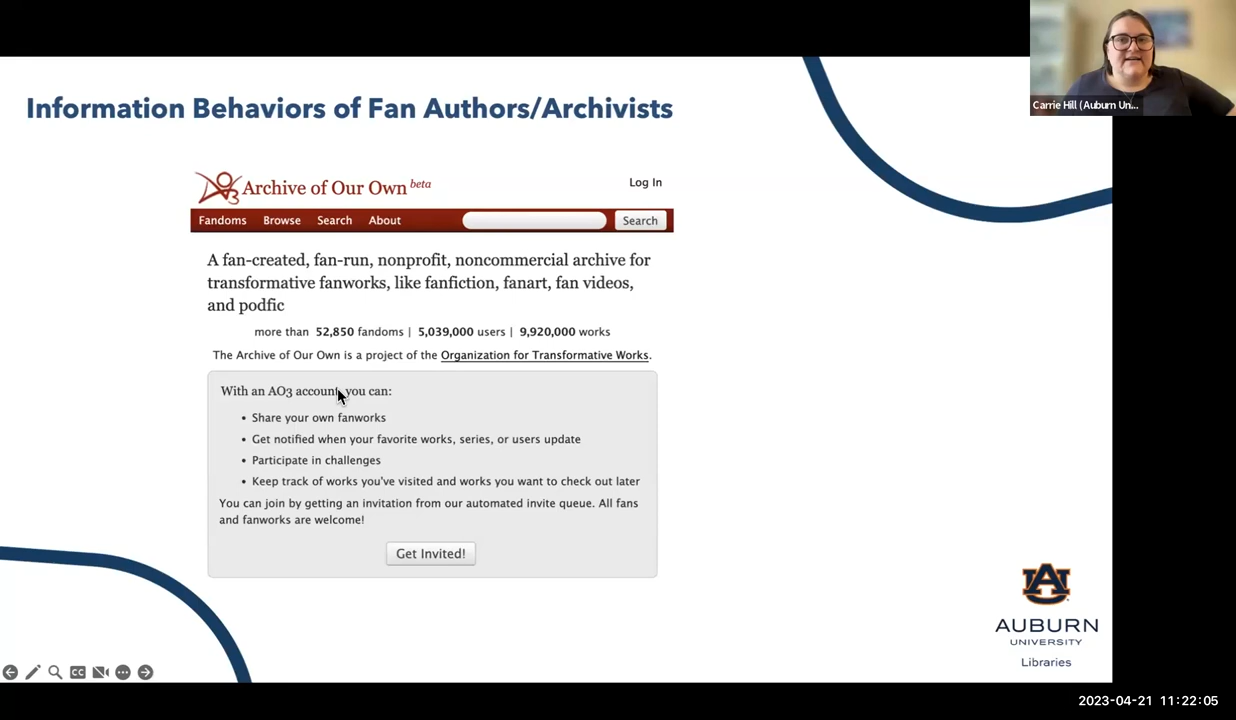 Carrie Hill (Auburn Un...
Information Behaviors of Fan Authors/Archivists
Archive of Our Own beta
Log In
Fandoms Browse Search About Search
A fan-created, fan-run, nonprofit, noncommercial archive for
transformative fanworks, like fanfiction, fanart, fan videos,
and podfic
more than 52,850 fandoms | 5,039,000 users | 9,920,000 works
The Archive of Our Own is a project of the Organization for Transformative Works.
With an AO3 account you can:
• Share your own fanworks
• Get notified when your favorite works, series, or users update
• Participate in challenges
• Keep track of works you've visited and works you want to check out later
You can join by getting an invitation from our automated invite queue. All fans
and fanworks are welcome!
Get Invited!
AU
AUBURN
UNIVERSITY
Libraries
CC
2023-04-21 11:22:05